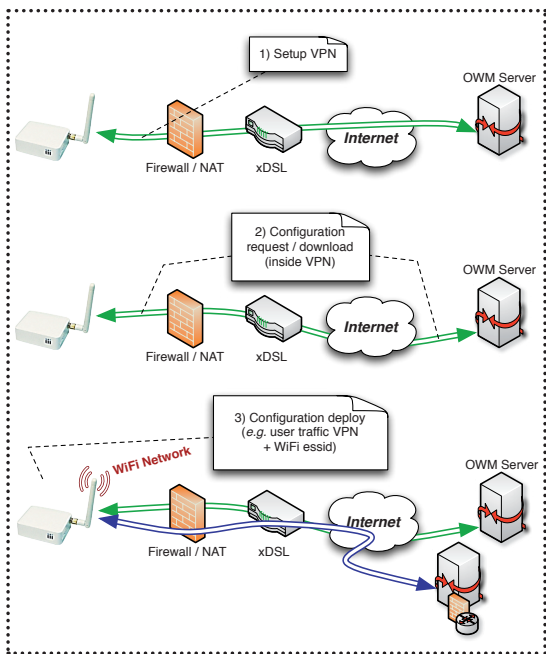 1) Setup VPN
OWM Server
Internet
Firewall / NAT
xDSL
2) Configuration
request / download
(inside VPN)
OWM Server
Internet
Firewall / NAT
xDSL
3) Configuration deploy
(e.g. user traffic VPN
+ WiFi essid)
WiFi Network
OWM Server
Internet
Firewall / NAT
xDSL